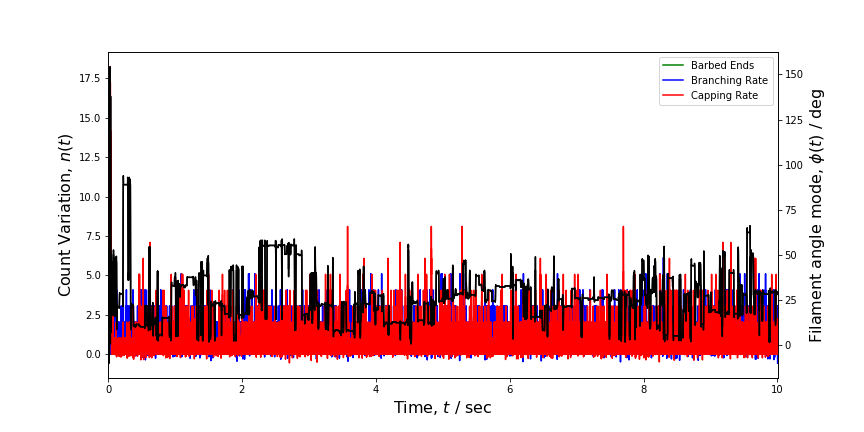 Barbed Ends
Branching Rate
Capping Rate
Count Variation, n(t)
17.5
15.0
12.5
10.0
7.5
5.0
2.5
0.0
Filament angle mode, ϕ(t) / deg
150
125
100
75
50
25
0
0 2 4 6 8 10
Time, t / sec